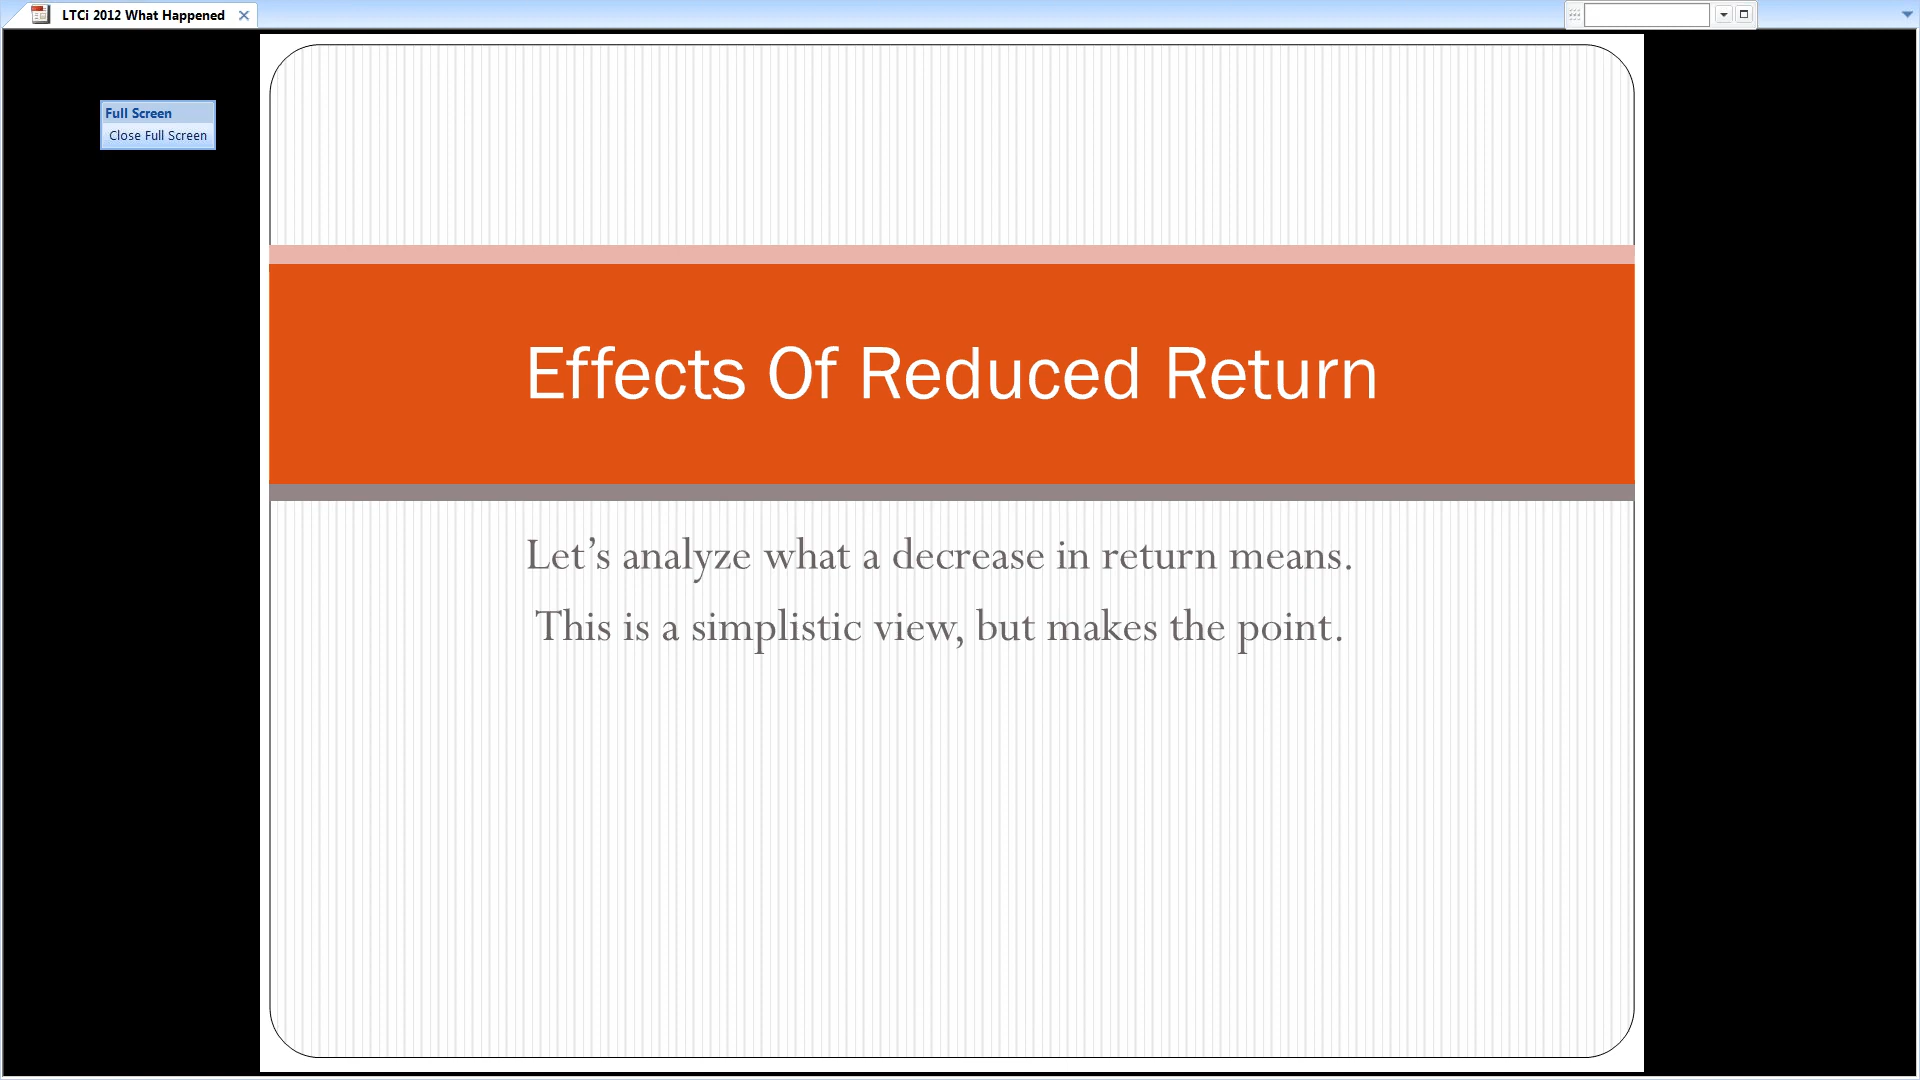 LTCi 2012 What Happened
Full Screen
Close Full Screen
Effects Of Reduced Return
Let’s analyze what a decrease in return means.
This is a simplistic view, but makes the point.